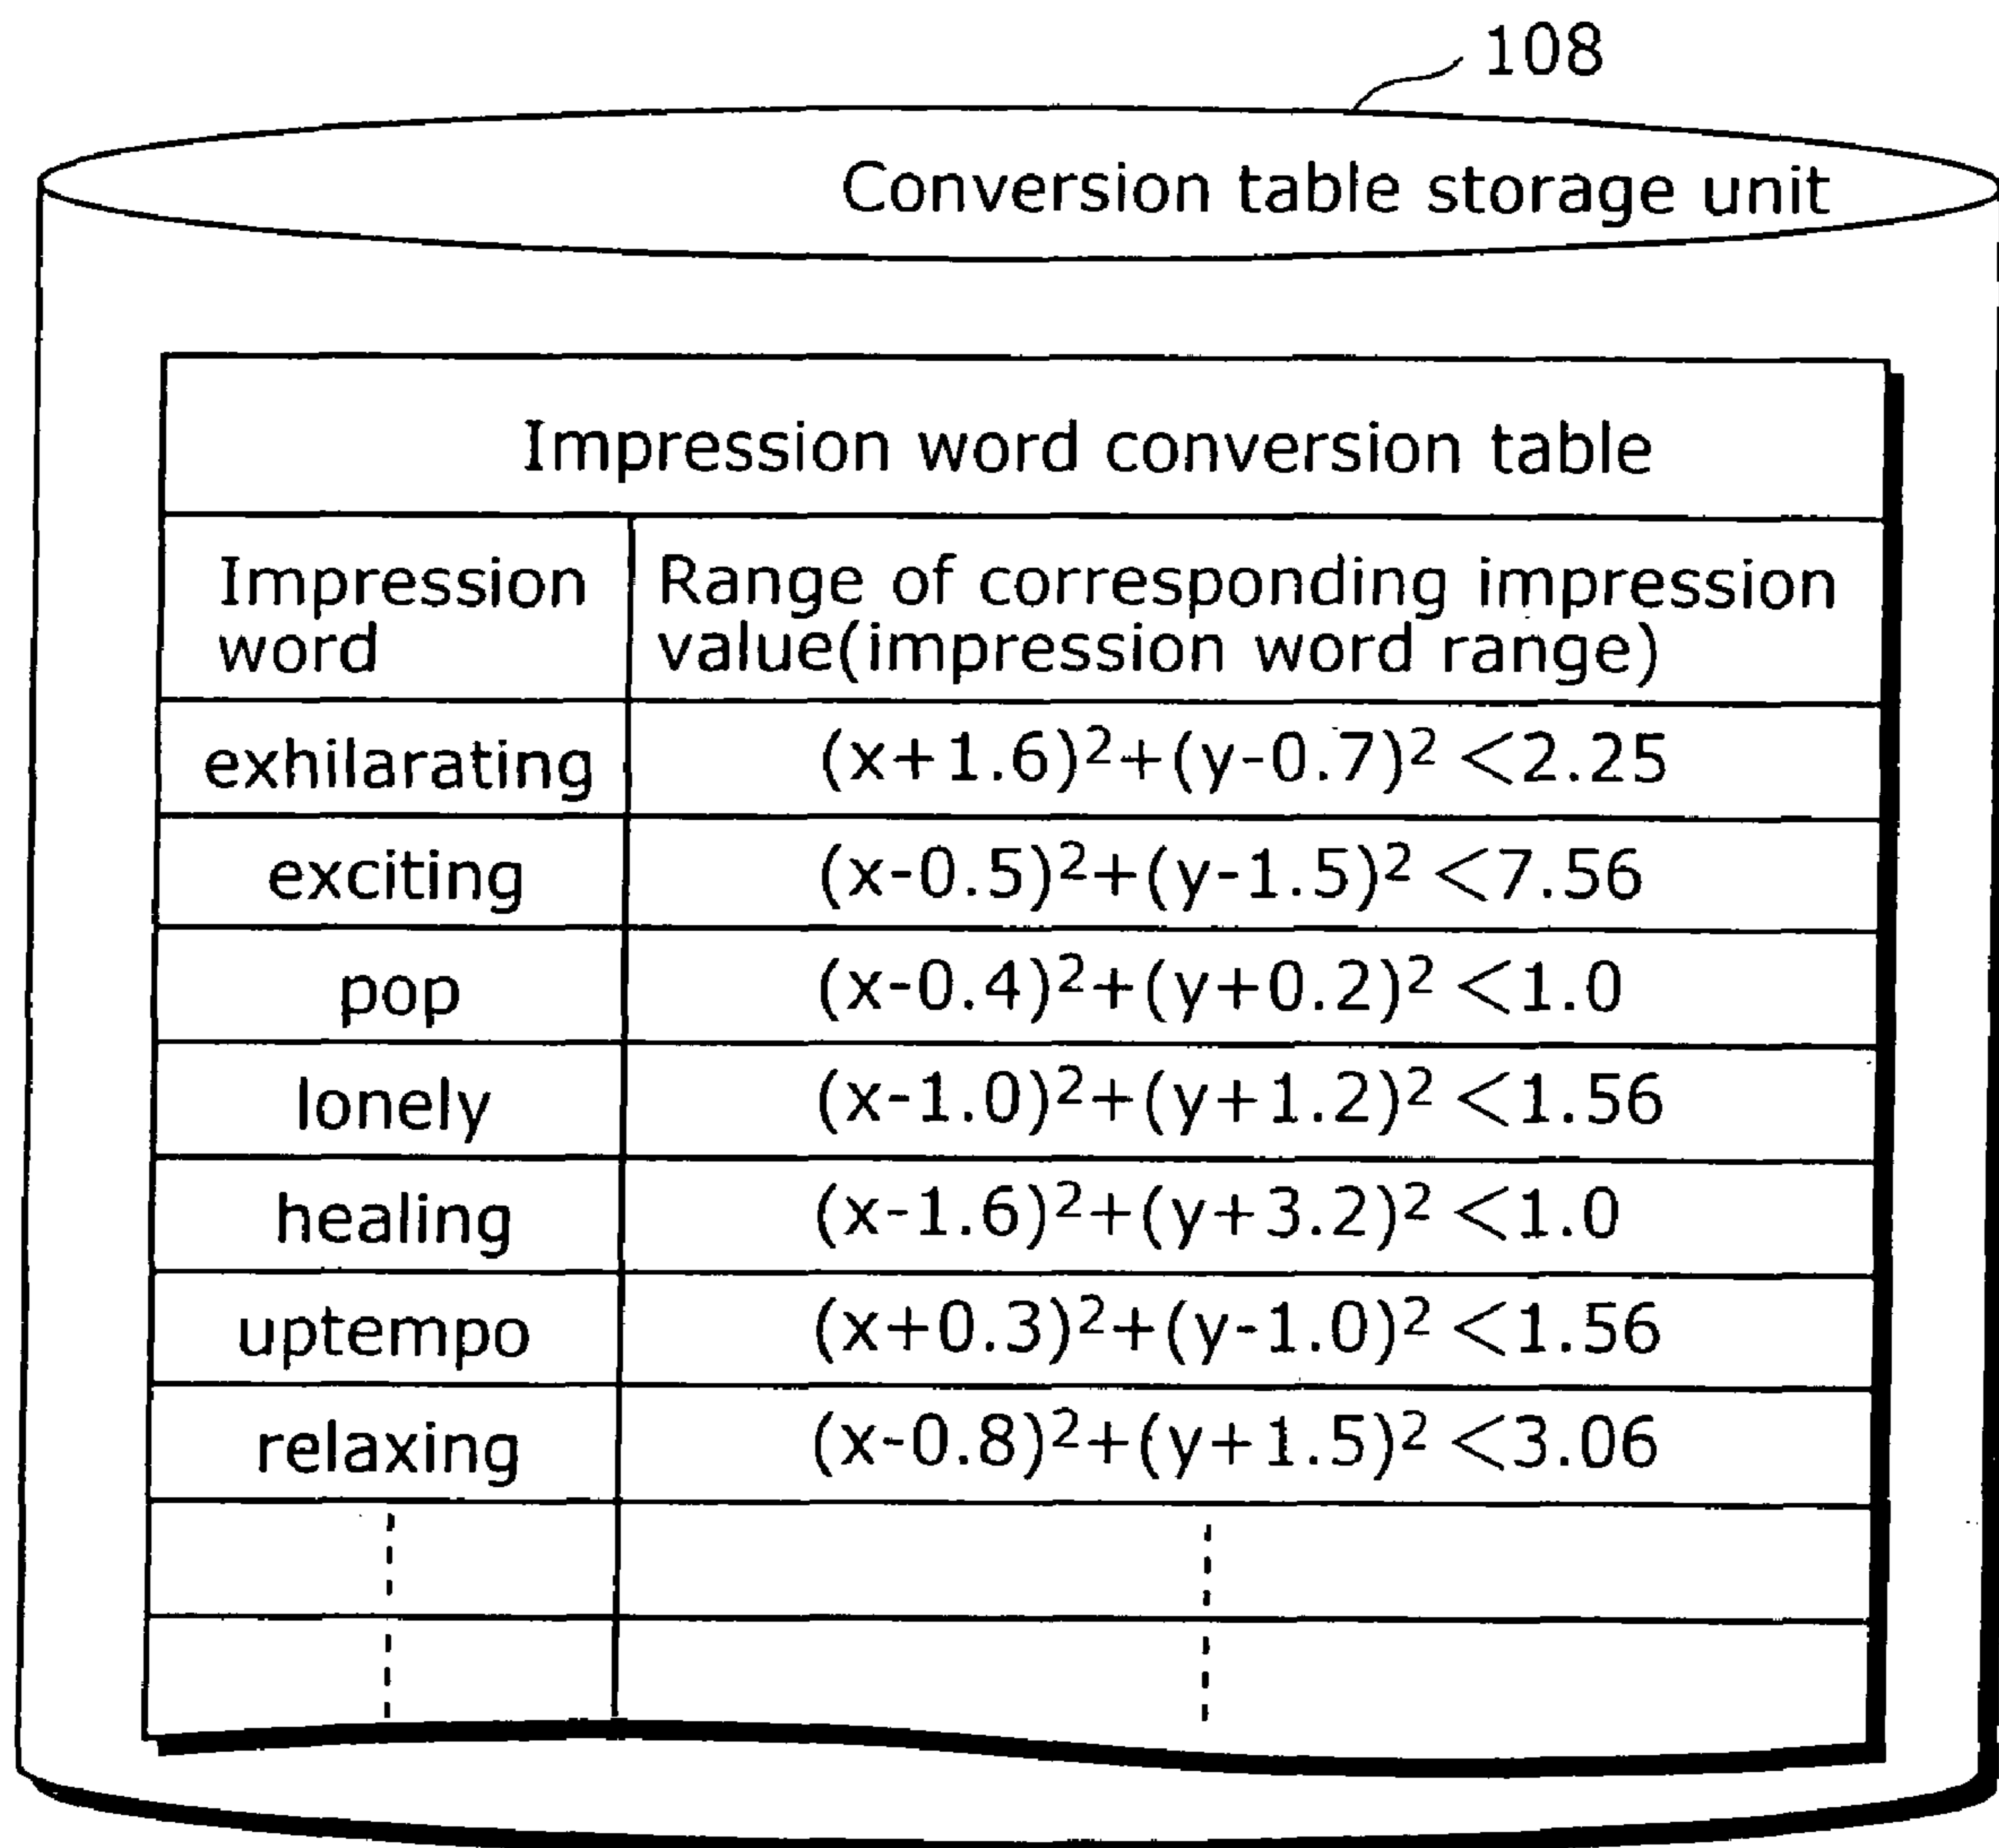 108
Conversion table storage unit
Impression word conversion table
Impression
word
Range of corresponding impression
value(impression word range)
exhilarating (x+1.6)²+(y-0.7)² <2.25
exciting (x-0.5)²+(y-1.5)² <7.56
pop (x-0.4)²+(y+0.2)² <1.0
lonely (x-1.0)²+(y+1.2)² <1.56
healing (x-1.6)²+(y+3.2)² <1.0
uptempo (x+0.3)²+(y-1.0)² <1.56
relaxing (x-0.8)²+(y+1.5)² <3.06